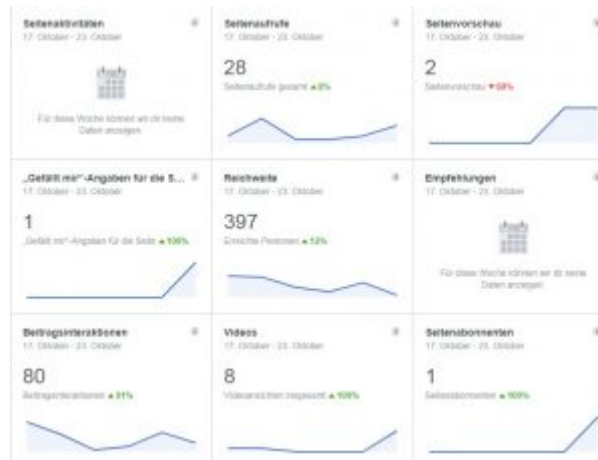 Seitenaktivitäten
17. Oktober - 23. Oktober
Für diese Woche können wir dir keine
Daten anzeigen.
Seitenaufrufe
17. Oktober - 23. Oktober
28
Seitenaufrufe gesamt
Seitenvorschau
17. Oktober - 23. Oktober
2
Seitenvorschau
„Gefällt mir"-Angaben für die S...
17. Oktober - 23. Oktober
1
„Gefällt mir"-Angaben für die Seite ▲ 100%
Reichweite
17. Oktober - 23. Oktober
397
Erreichte Personen ▲ 12%
Empfehlungen
17. Oktober - 23. Oktober
Für diese Woche können wir dir keine
Daten anzeigen.
Beitragsinteraktionen
17. Oktober - 23. Oktober
80
Beitragsinteraktionen ▲ 91%
Videos
17. Oktober - 23. Oktober
8
Videoansichten insgesamt ▲ 100%
Seitenabonnenten
17. Oktober - 23. Oktober
1
Seitenabonnenten ▲ 100%